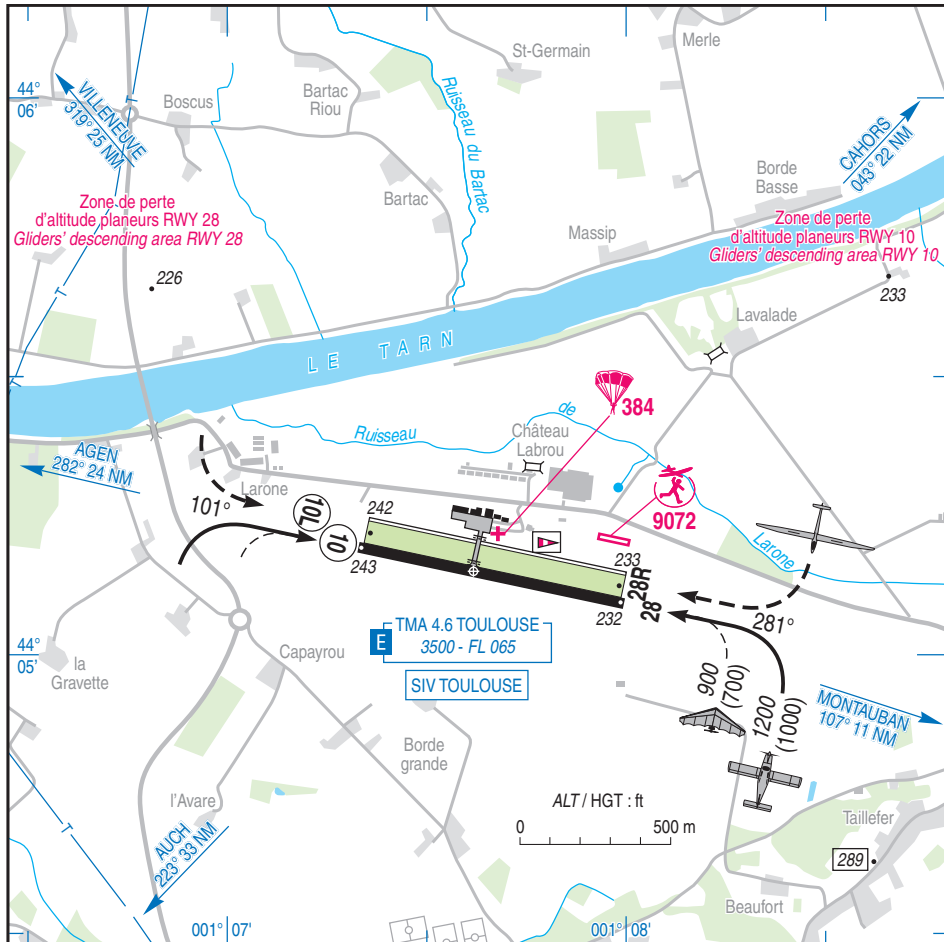 St-Germain
Merle
44°
06'
VILLENEUVE
319° 25 NM
Boscus
Bartac
Riou
Ruisseau du Bartac
CAHORS
043° 22 NM
Borde
Basse
Zone de perte
d'altitude planeurs RWY 28
Gliders' descending area RWY 28
Bartac
Massip
Zone de perte
d'altitude planeurs RWY 10
Gliders' descending area RWY 10
226
233
Lavalade
LE TARN
384
Ruisseau
de
Larone
Château
Labrou
AGEN
282° 24 NM
Larone
9072
101°
10L
10
242
243
233
232
28R
28
281°
E
TMA 4.6 TOULOUSE
3500 - FL 065
SIV TOULOUSE
44°
05'
la
Gravette
Capayrou
900
(700)
1200
(1000)
MONTAUBAN
107° 11 NM
Borde
grande
l'Avare
AUCH
223° 33 NM
ALT / HGT : ft
0
500 m
Taillefer
289
Beaufort
001° 07'
001° 08'
T
T
T
T
T